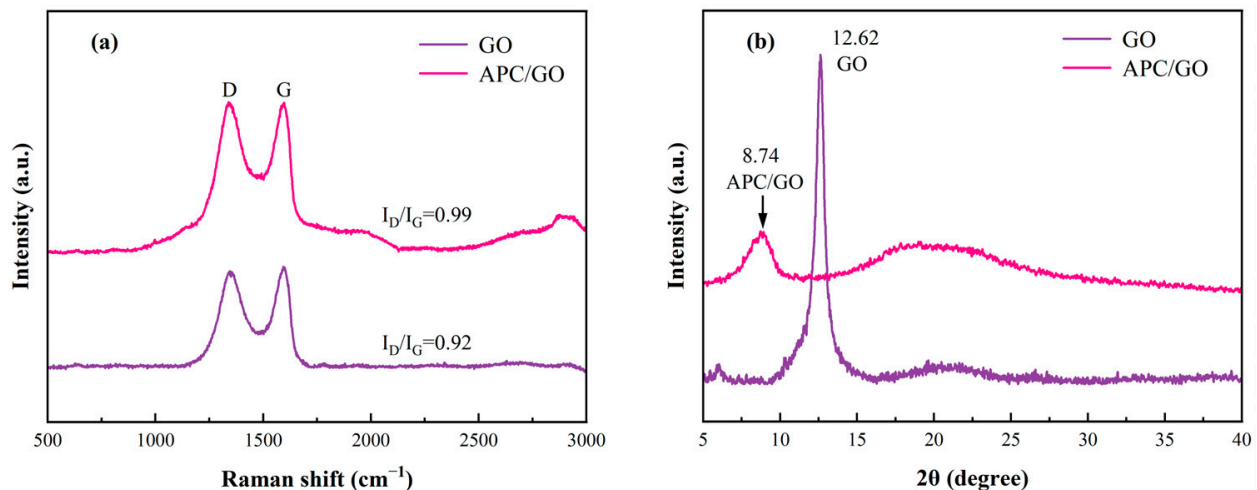 (a)
GO
APC/GO
D
G
I_D/I_G=0.99
I_D/I_G=0.92
Intensity (a.u.)
500
1000
1500
2000
2500
3000
Raman shift (cm⁻¹)
(b)
12.62
GO
GO
APC/GO
8.74
APC/GO
Intensity (a.u.)
5
10
15
20
25
30
35
40
2θ (degree)